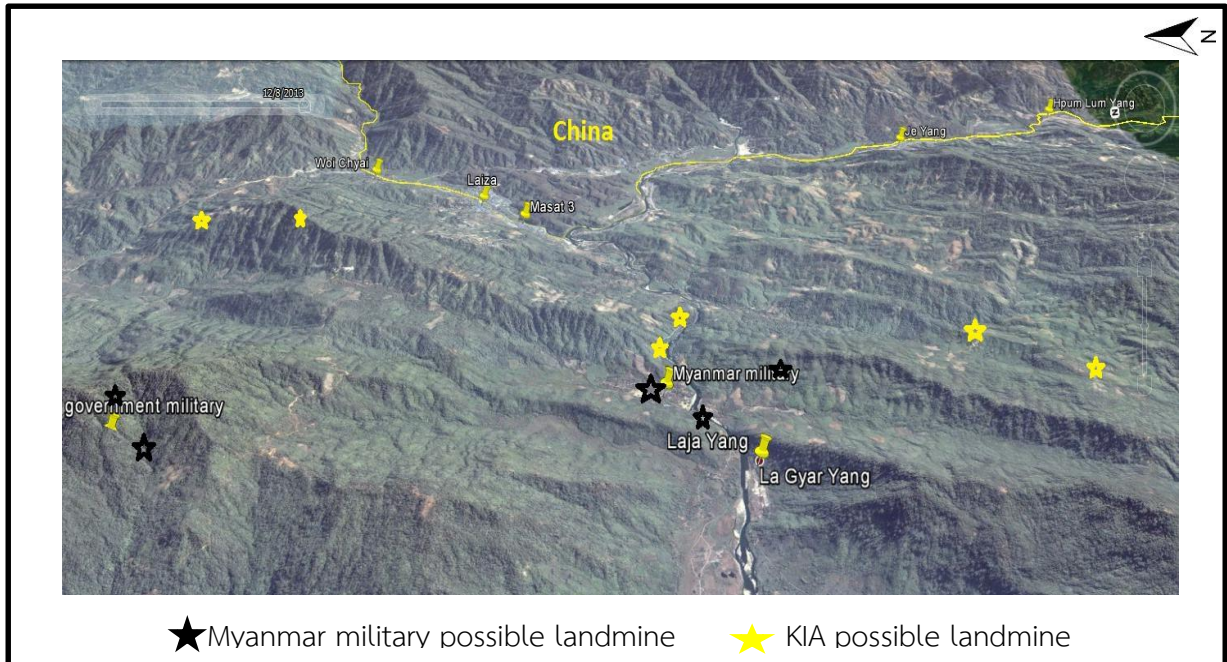 N
12/8/2013
Hpum Lum Yang
China
Je Yang
Woi Chyai
Laiza
Masat 3
Myanmar military
government military
Laja Yang
La Gyar Yang
Myanmar military possible landmine
KIA possible landmine